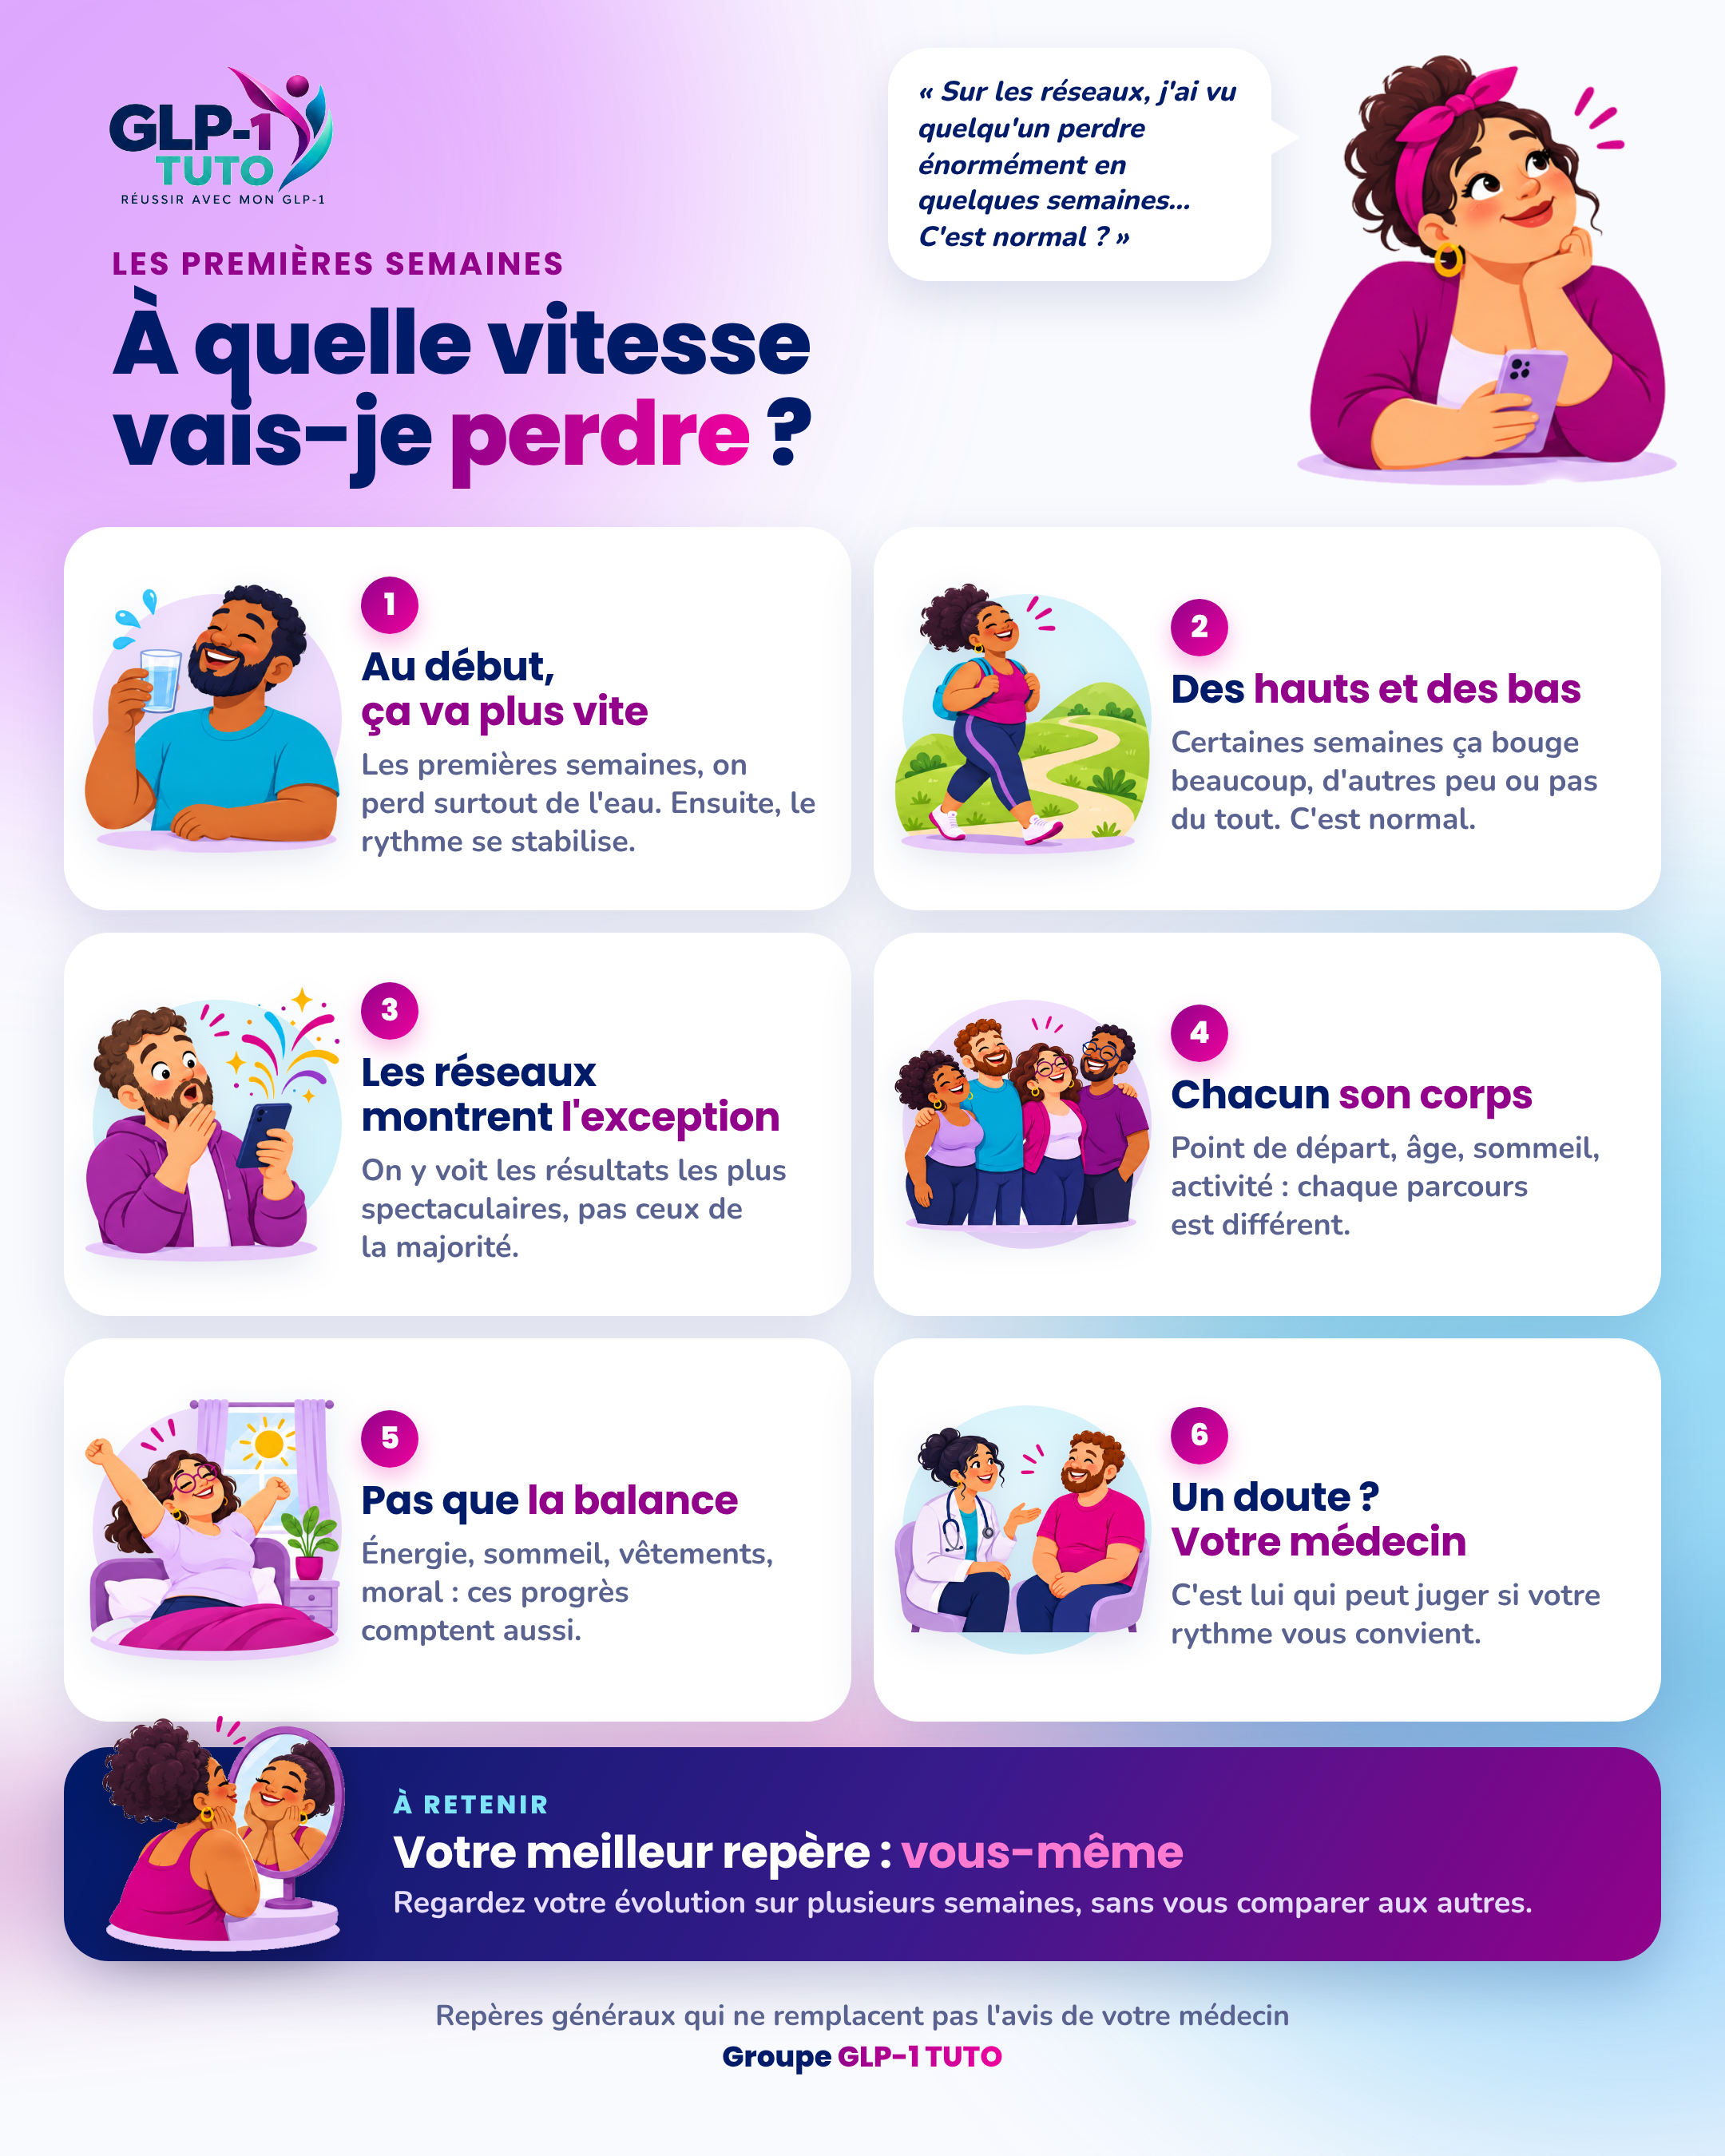 GLP-1
TUTO
RÉUSSIR AVEC MON GLP-1
« Sur les réseaux, j'ai vu
quelqu'un perdre
énormément en
quelques semaines...
C'est normal ? »
LES PREMIÈRES SEMAINES
À quelle vitesse
vais-je perdre ?
1
Au début,
ça va plus vite
Les premières semaines, on
perd surtout de l'eau. Ensuite, le
rythme se stabilise.
2
Des hauts et des bas
Certaines semaines ça bouge
beaucoup, d'autres peu ou pas
du tout. C'est normal.
3
Les réseaux
montrent l'exception
On y voit les résultats les plus
spectaculaires, pas ceux de
la majorité.
4
Chacun son corps
Point de départ, âge, sommeil,
activité : chaque parcours
est différent.
5
Pas que la balance
Énergie, sommeil, vêtements,
moral : ces progrès
comptent aussi.
6
Un doute ?
Votre médecin
C'est lui qui peut juger si votre
rythme vous convient.
À RETENIR
Votre meilleur repère : vous-même
Regardez votre évolution sur plusieurs semaines, sans vous comparer aux autres.
Repères généraux qui ne remplacent pas l'avis de votre médecin
Groupe GLP-1 TUTO